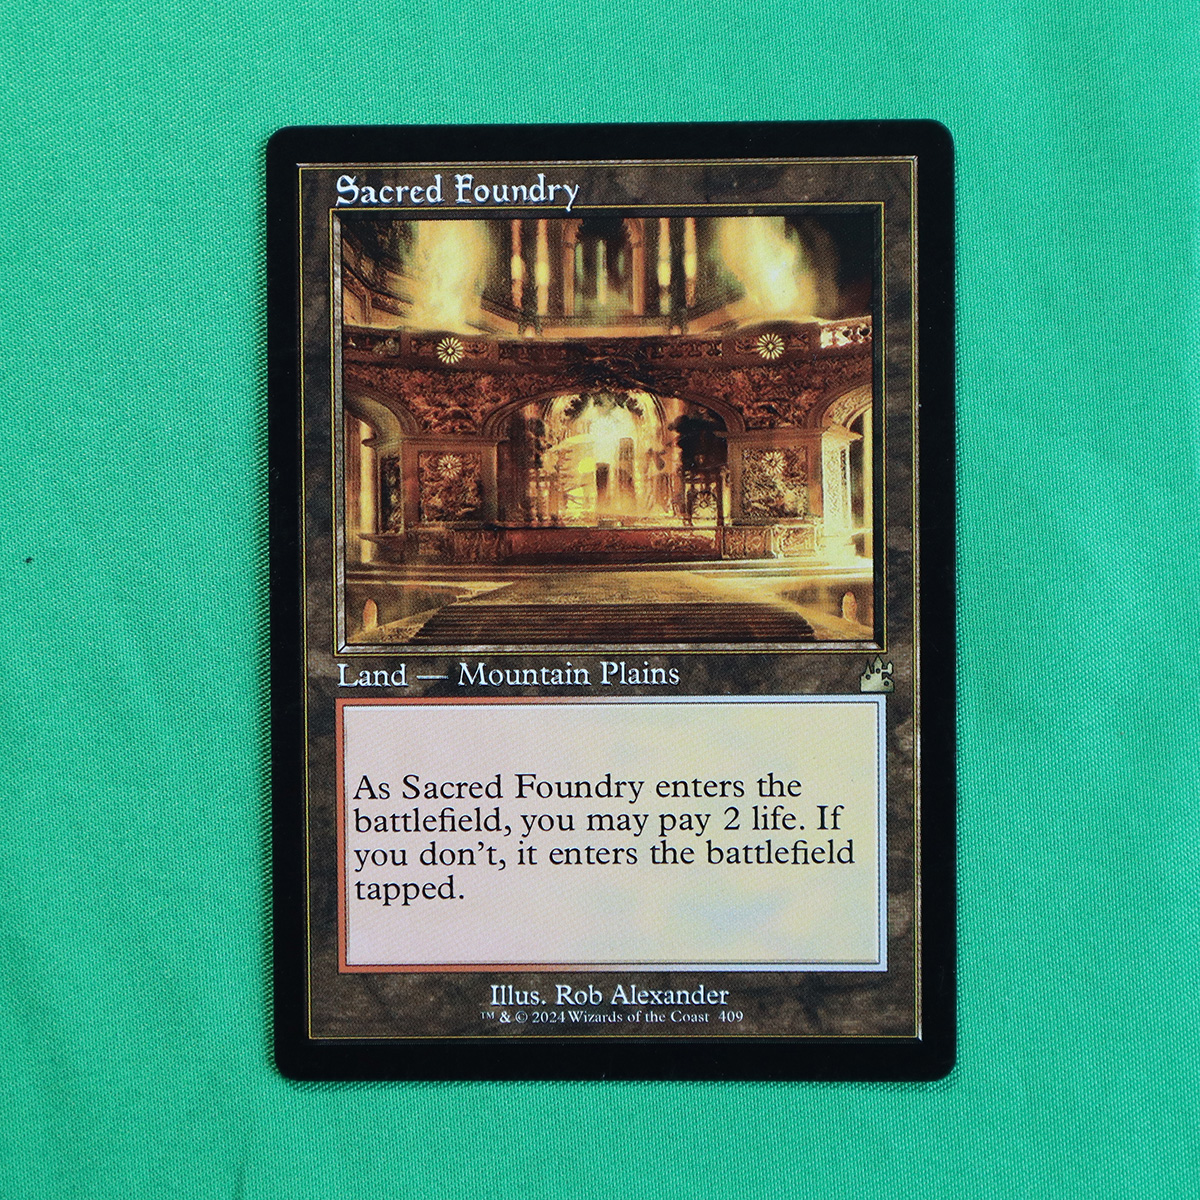 Sacred Foundry
Land — Mountain Plains
As Sacred Foundry enters the
battlefield, you may pay 2 life. If
you don't, it enters the battlefield
tapped.
Illus. Rob Alexander
™ & © 2024 Wizards of the Coast 409